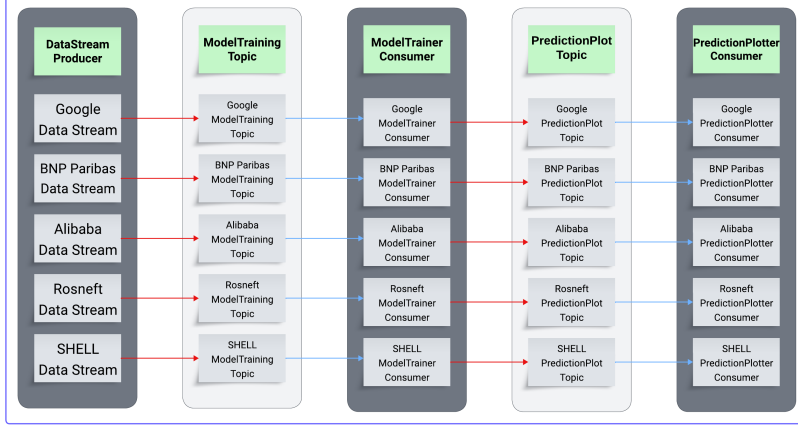 DataStream
Producer
ModelTraining
Topic
ModelTrainer
Consumer
PredictionPlot
Topic
PredictionPlotter
Consumer
Google
Data Stream
Google
ModelTraining
Topic
Google
ModelTrainer
Consumer
Google
PredictionPlot
Topic
Google
PredictionPlotter
Consumer
BNP Paribas
Data Stream
BNP Paribas
ModelTraining
Topic
BNP Paribas
ModelTrainer
Consumer
BNP Paribas
PredictionPlot
Topic
BNP Paribas
PredictionPlotter
Consumer
Alibaba
Data Stream
Alibaba
ModelTraining
Topic
Alibaba
ModelTrainer
Consumer
Alibaba
PredictionPlot
Topic
Alibaba
PredictionPlotter
Consumer
Rosneft
Data Stream
Rosneft
ModelTraining
Topic
Rosneft
ModelTrainer
Consumer
Rosneft
PredictionPlot
Topic
Rosneft
PredictionPlotter
Consumer
SHELL
Data Stream
SHELL
ModelTraining
Topic
SHELL
ModelTrainer
Consumer
SHELL
PredictionPlot
Topic
SHELL
PredictionPlotter
Consumer